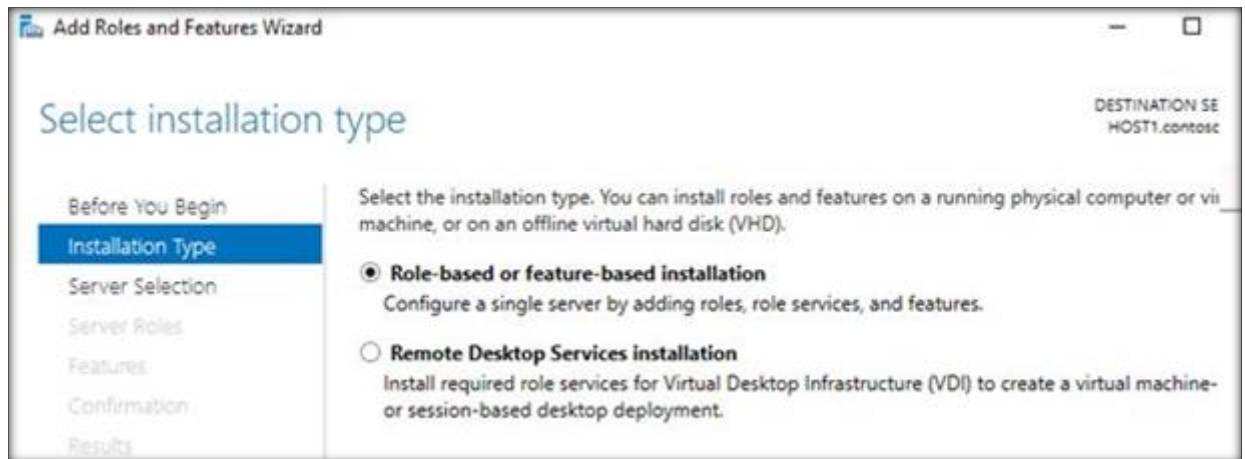 Add Roles and Features Wizard
Select installation type
DESTINATION SE
HOST1.contosc
Before You Begin
Installation Type
Server Selection
Server Roles
Features
Confirmation
Results
Select the installation type. You can install roles and features on a running physical computer or vi
machine, or on an offline virtual hard disk (VHD).
Role-based or feature-based installation
Configure a single server by adding roles, role services, and features.
Remote Desktop Services installation
Install required role services for Virtual Desktop Infrastructure (VDI) to create a virtual machine-
or session-based desktop deployment.